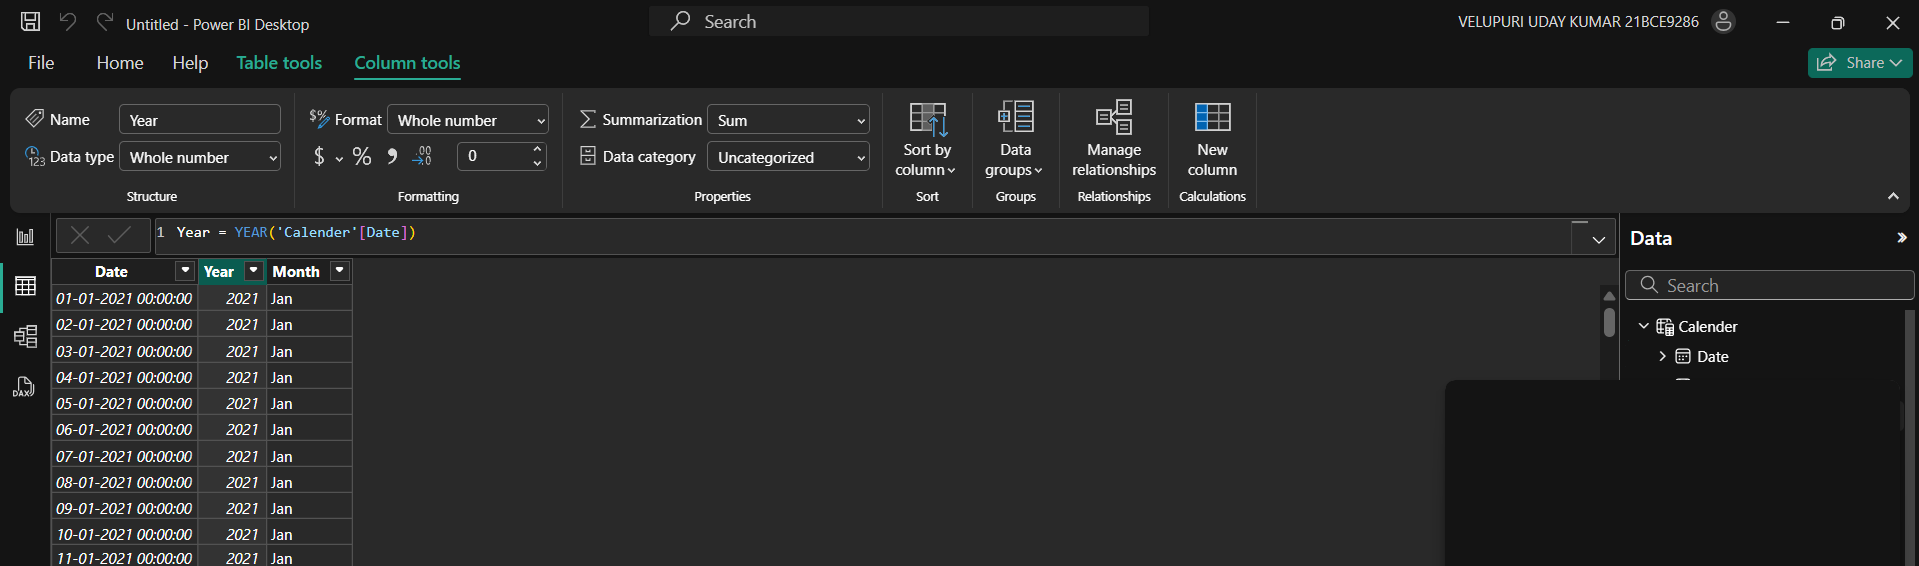 Untitled - Power BI Desktop
Search
VELUPURI UDAY KUMAR 21BCE9286
File Home Help Table tools Column tools
Share
Name Year
$% Format Whole number
Summarization Sum
Data type Whole number
123
$ % 9 .00 →0 0
Data category Uncategorized
Sort by column
Data groups
Manage relationships
New column
Structure
Formatting
Properties
Sort
Groups
Relationships
Calculations
1 Year = YEAR('Calender'[Date])
Data
Search
Calender
Date
DAX
Date Year Month
01-01-2021 00:00:00 2021 Jan
02-01-2021 00:00:00 2021 Jan
03-01-2021 00:00:00 2021 Jan
04-01-2021 00:00:00 2021 Jan
05-01-2021 00:00:00 2021 Jan
06-01-2021 00:00:00 2021 Jan
07-01-2021 00:00:00 2021 Jan
08-01-2021 00:00:00 2021 Jan
09-01-2021 00:00:00 2021 Jan
10-01-2021 00:00:00 2021 Jan
11-01-2021 00:00:00 2021 Jan